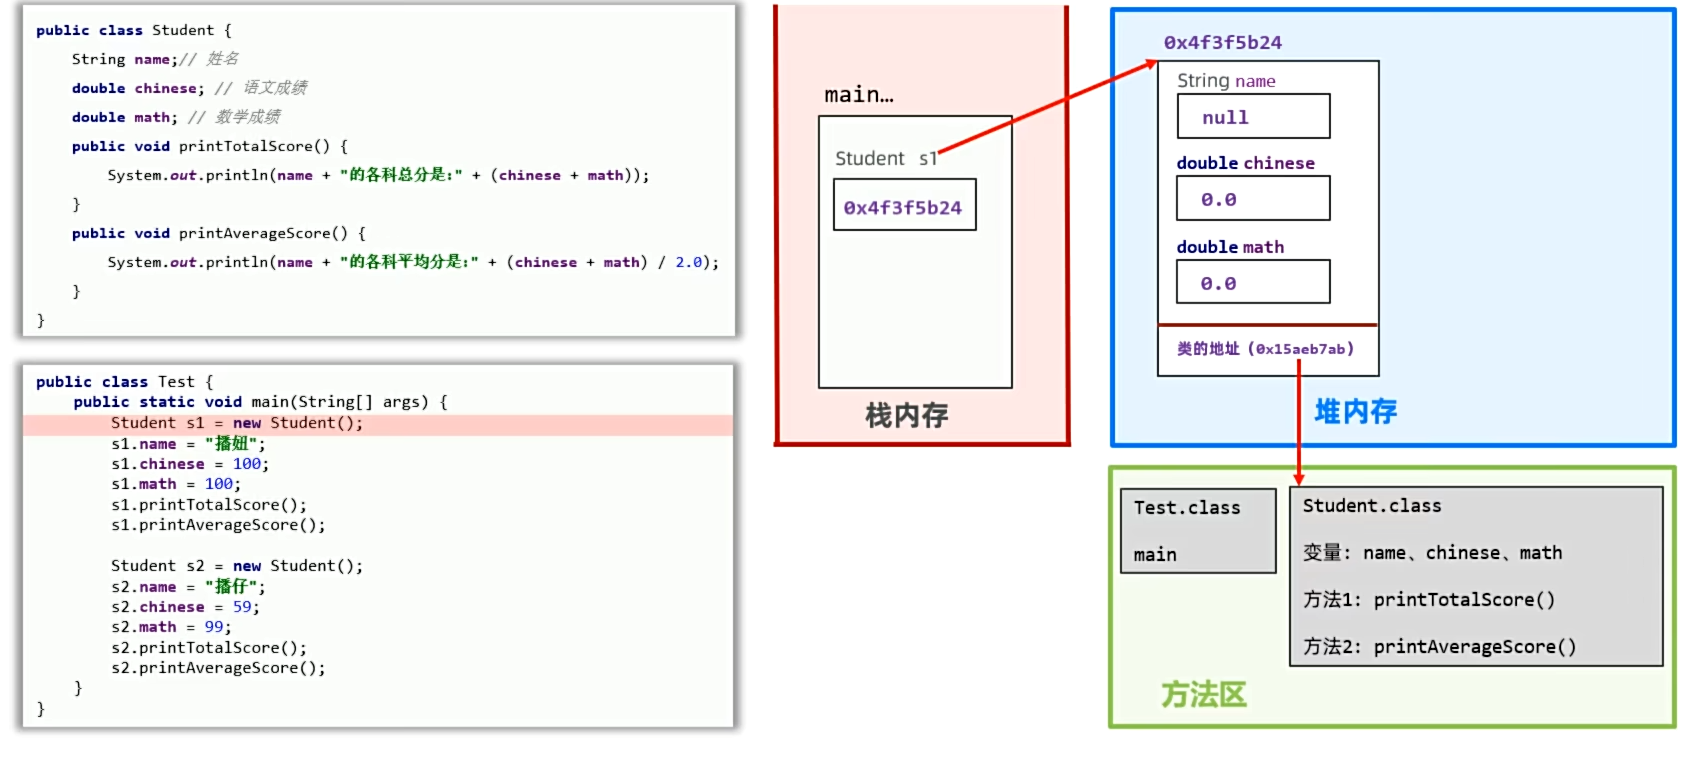 public class Student {
String name;// 姓名
double chinese; // 语文成绩
double math; // 数学成绩
public void printTotalScore() {
System.out.println(name + "的各科总分是:" + (chinese + math));
}
public void printAverageScore() {
System.out.println(name + "的各科平均分是:" + (chinese + math) / 2.0);
}
}
public class Test {
public static void main(String[] args) {
Student s1 = new Student();
s1.name = "播妞";
s1.chinese = 100;
s1.math = 100;
s1.printTotalScore();
s1.printAverageScore();
Student s2 = new Student();
s2.name = "播仔";
s2.chinese = 59;
s2.math = 99;
s2.printTotalScore();
s2.printAverageScore();
}
}
main…
Student s1
0x4f3f5b24
栈内存
0x4f3f5b24
String name
null
double chinese
0.0
double math
0.0
类的地址（0x15aeb7ab）
堆内存
Test.class
main
Student.class
变量: name、chinese、math
方法1: printTotalScore()
方法2: printAverageScore()
方法区